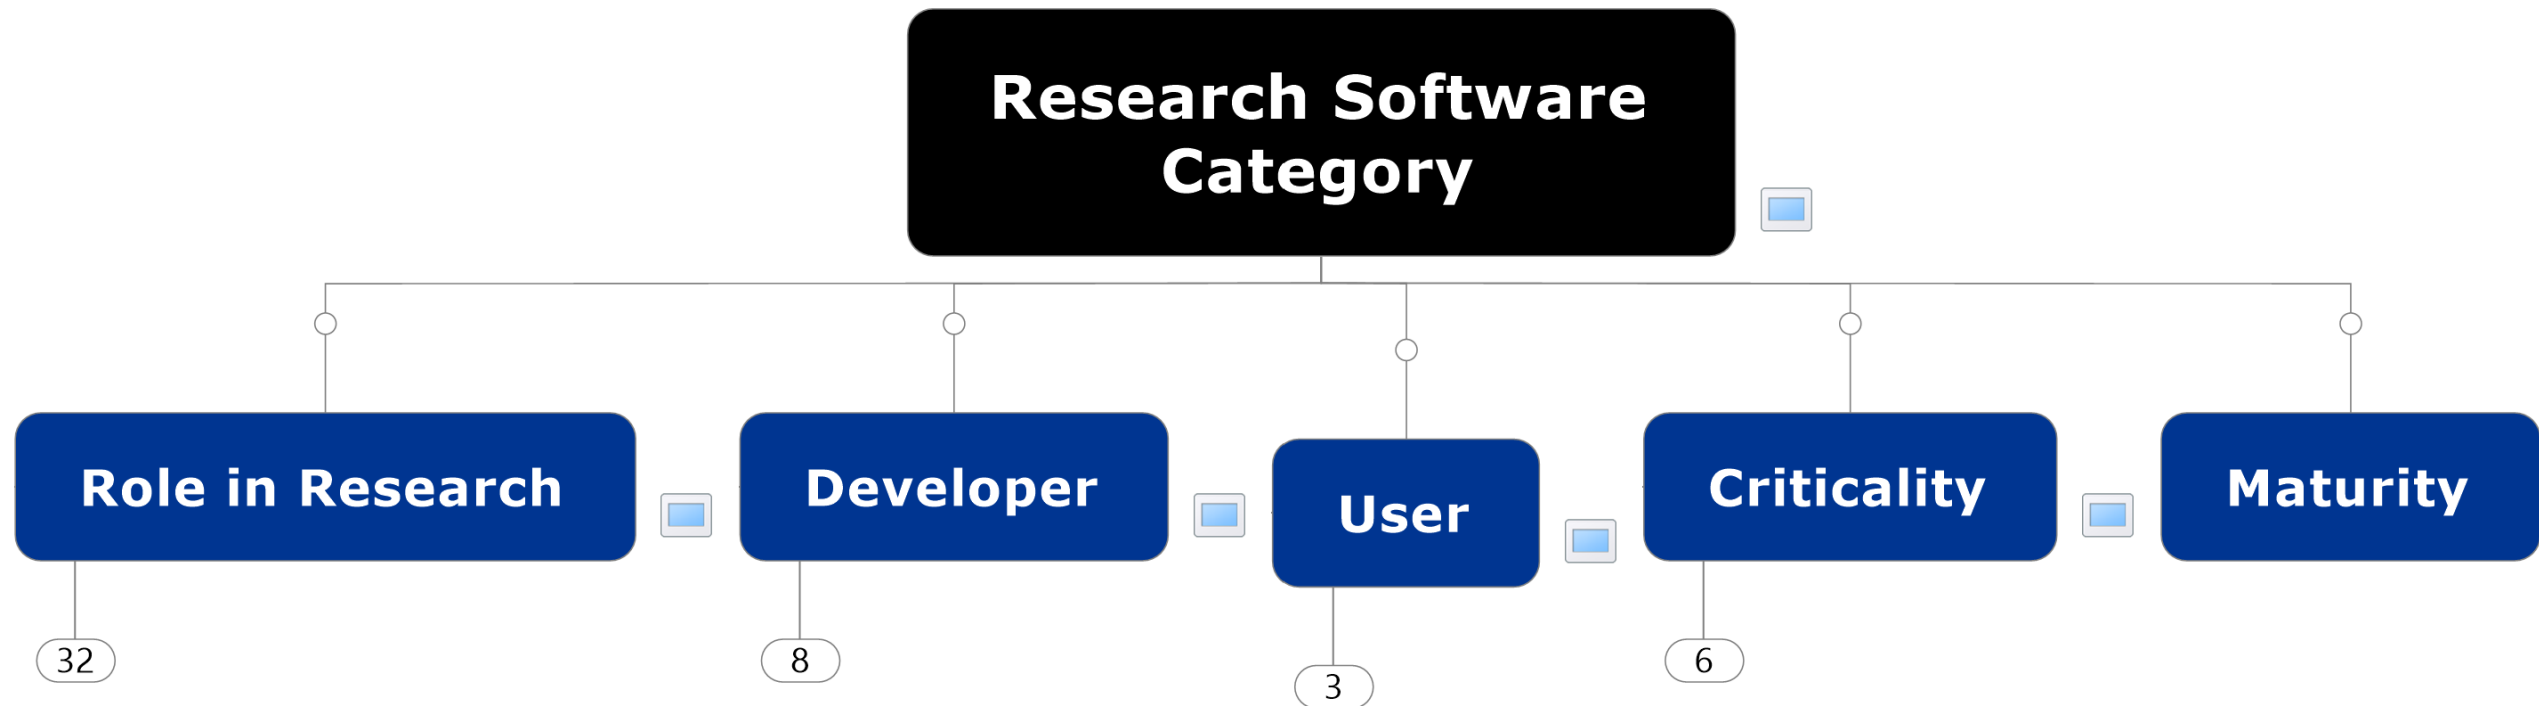 Research Software
Category
Role in Research
Developer
User
Criticality
Maturity
32
8
3
6